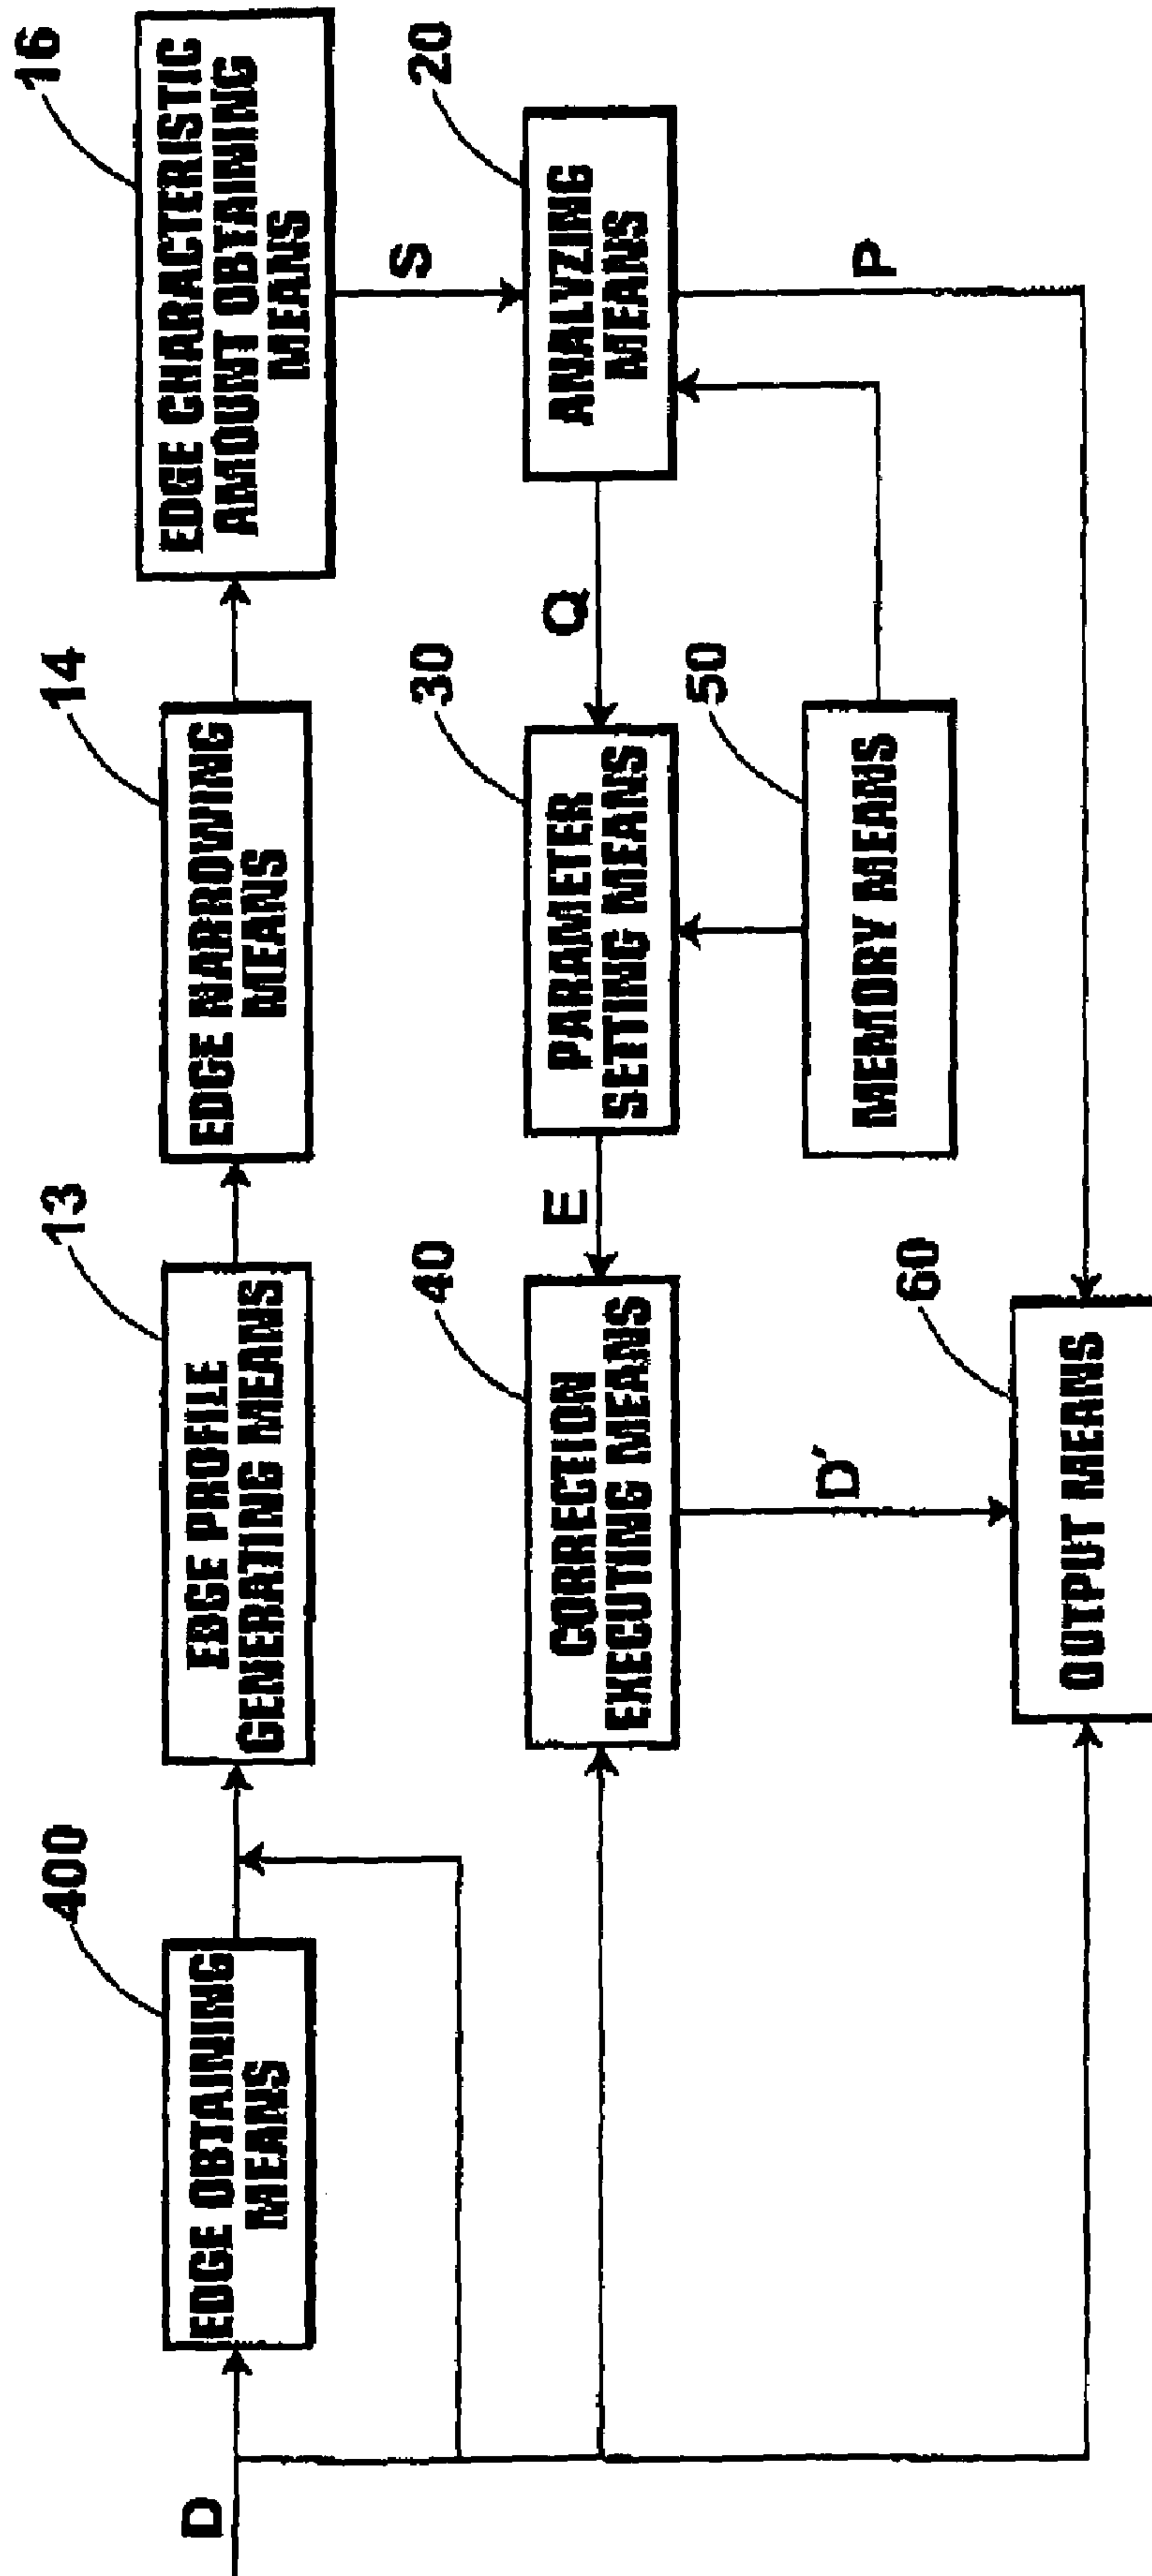 D
400
EDGE OBTAINING
MEANS
13
EDGE PROFILE
GENERATING MEANS
14
EDGE NARROWING
MEANS
16
EDGE CHARACTERISTIC
AMOUNT OBTAINING
MEANS
S
40
CORRECTION
EXECUTING MEANS
E
30
PARAMETER
SETTING MEANS
Q
20
ANALYZING
MEANS
D'
50
MEMORY MEANS
P
60
OUTPUT MEANS